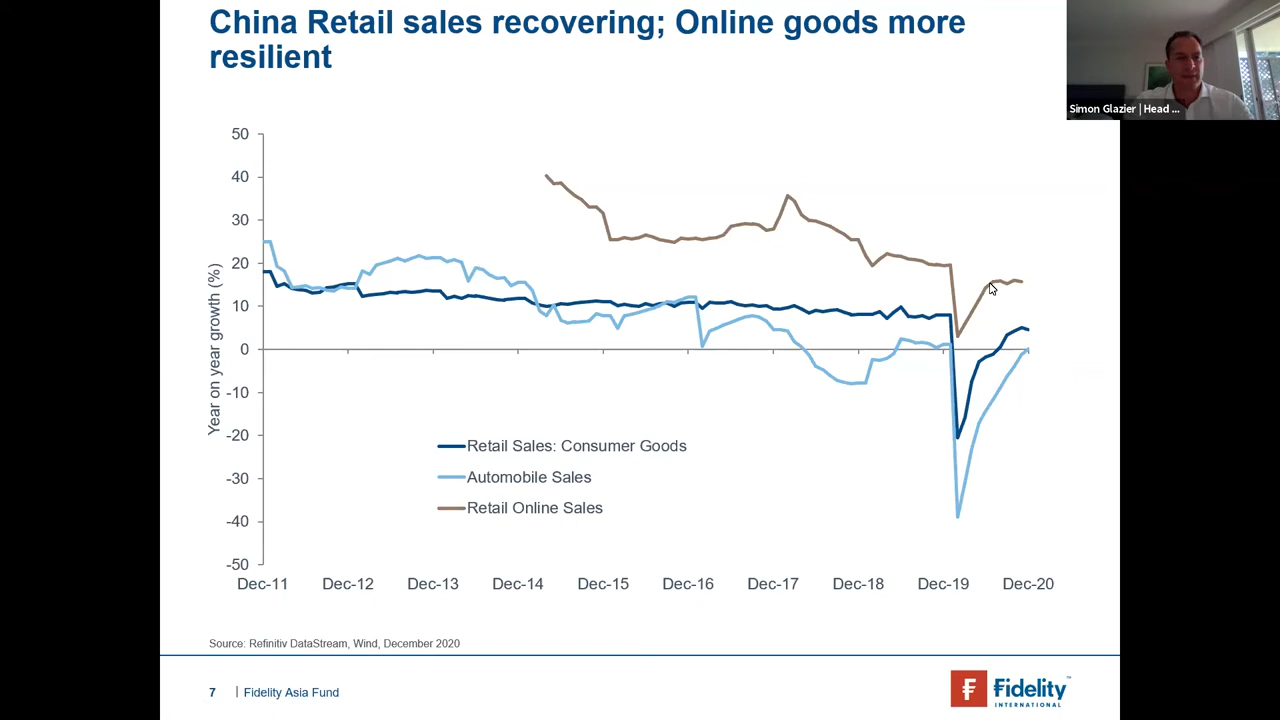 China Retail sales recovering; Online goods more
resilient
Simon Glazier | Head ...
Year on year growth (%)
50
40
30
20
10
0
-10
-20
-30
-40
-50
Retail Sales: Consumer Goods
Automobile Sales
Retail Online Sales
Dec-11 Dec-12 Dec-13 Dec-14 Dec-15 Dec-16 Dec-17 Dec-18 Dec-19 Dec-20
Source: Refinitiv DataStream, Wind, December 2020
7 | Fidelity Asia Fund
Fidelity™
INTERNATIONAL